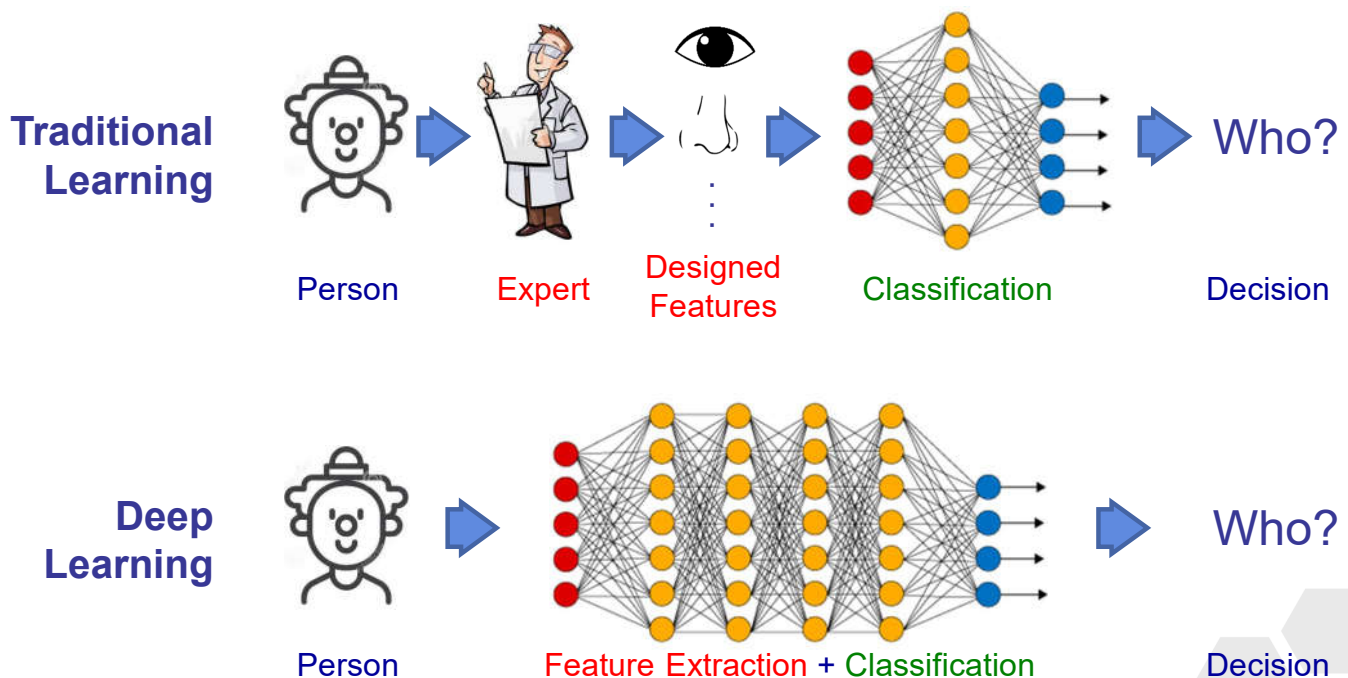 Traditional
Learning
Who?
Person
Expert
Designed
Features
Classification
Decision
Deep
Learning
Who?
Person
Feature Extraction + Classification
Decision